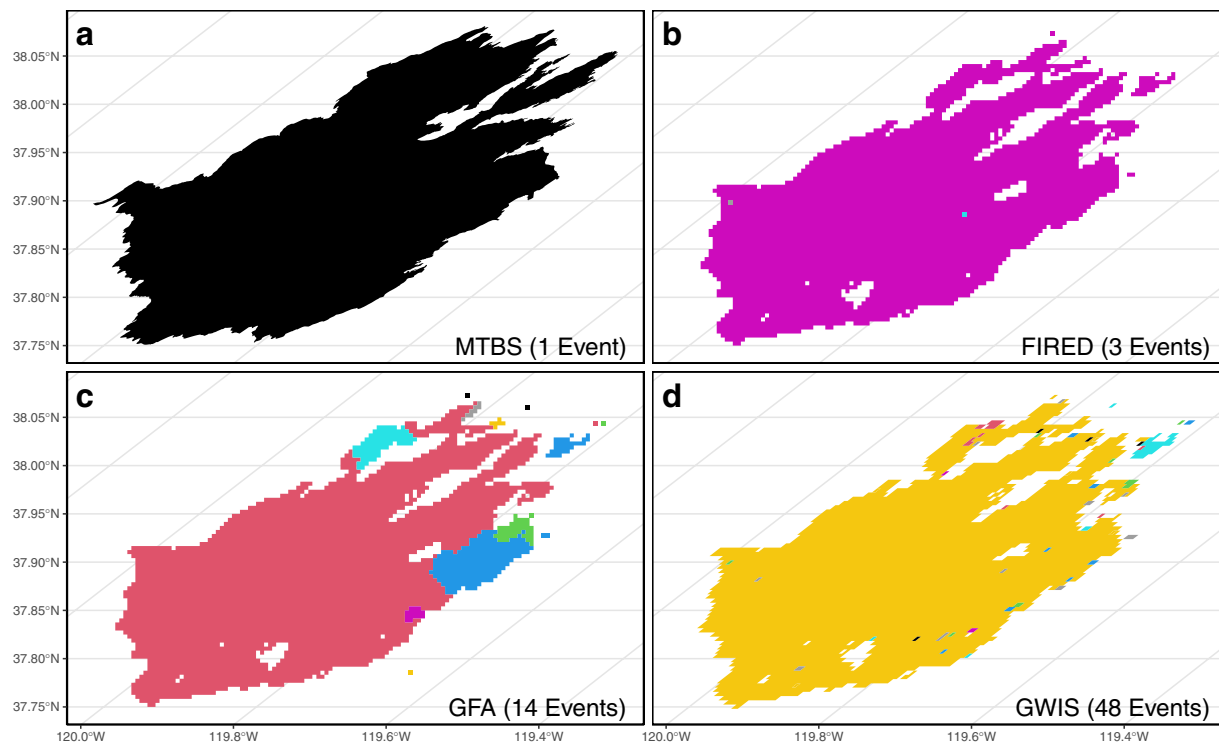 a
b
38.05°N
38.00°N
37.95°N
37.90°N
37.85°N
37.80°N
37.75°N
MTBS (1 Event)
FIRED (3 Events)
c
d
38.05°N
38.00°N
37.95°N
37.90°N
37.85°N
37.80°N
37.75°N
GFA (14 Events)
GWIS (48 Events)
120.0°W 119.8°W 119.6°W 119.4°W 120.0°W 119.8°W 119.6°W 119.4°W